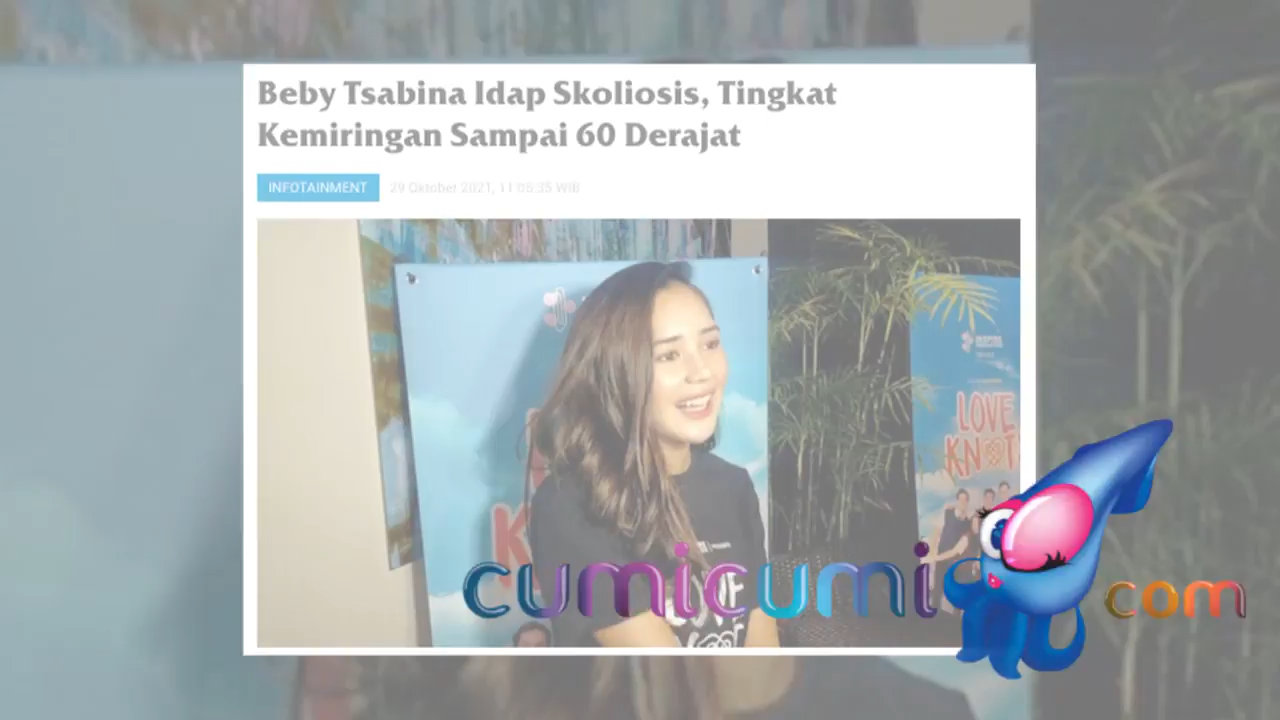 Beby Tsabina Idap Skoliosis, Tingkat
Kemiringan Sampai 60 Derajat
INFOTAINMENT
29 Oktober 2021, 11:05:35 WIB
LOVE
KNOT
K
LOVE
cumicumi.com